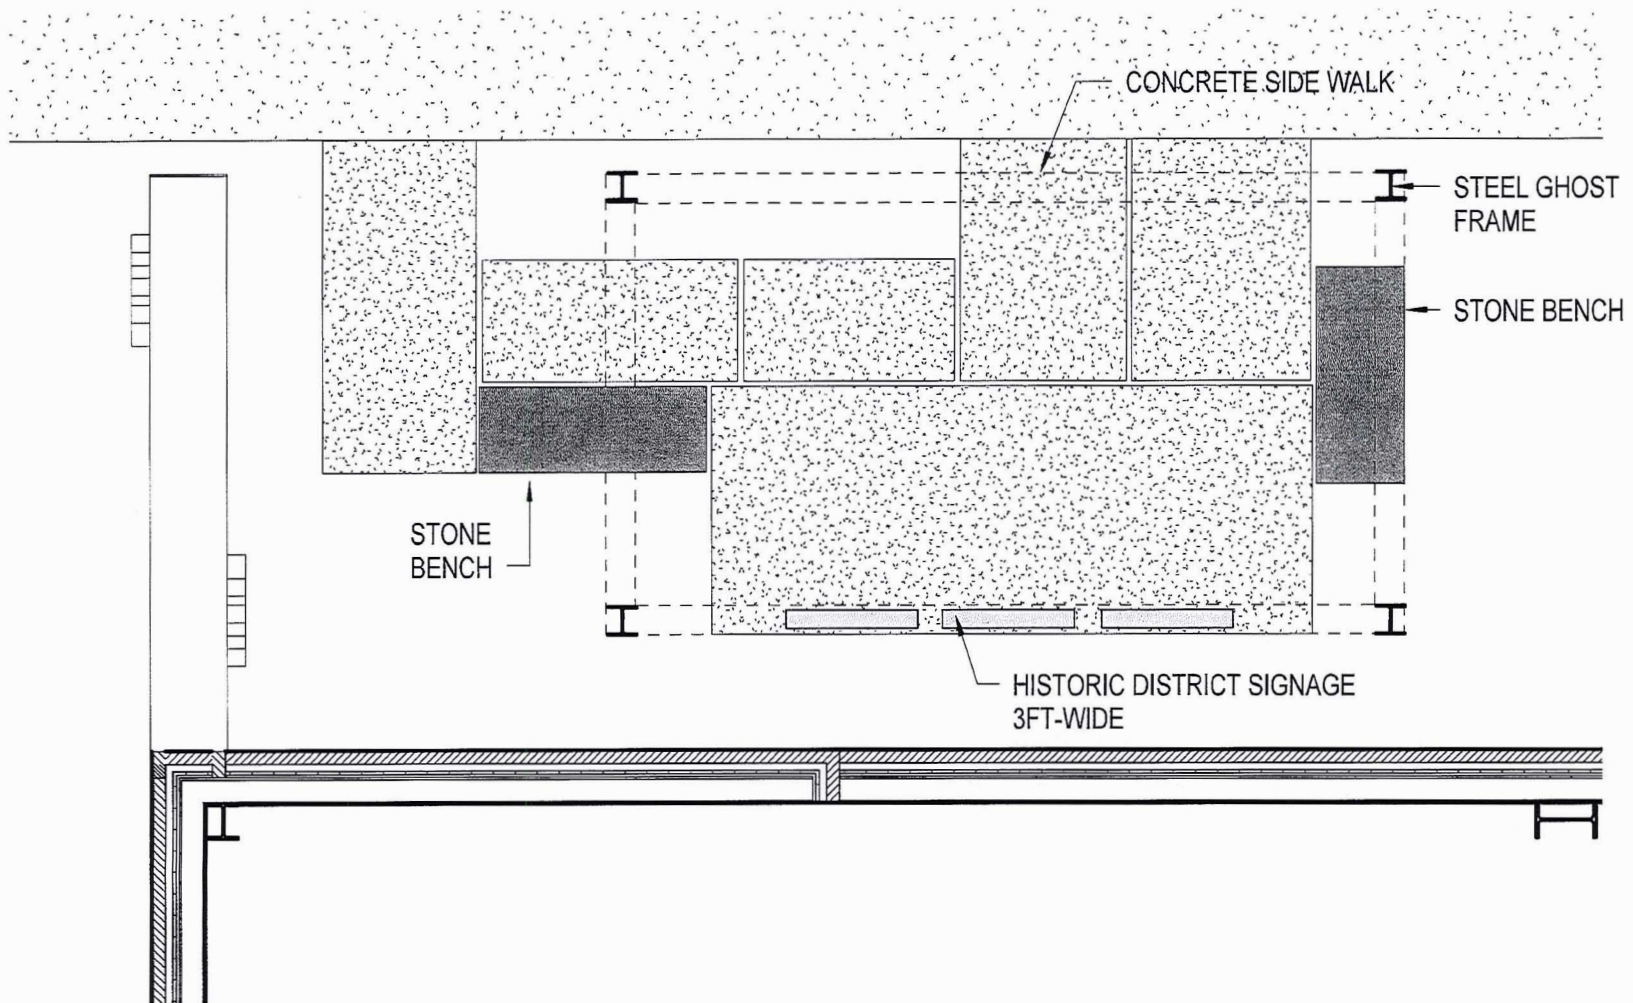 CONCRETE SIDE WALK
STEEL GHOST
FRAME
STONE BENCH
STONE
BENCH
HISTORIC DISTRICT SIGNAGE
3FT-WIDE